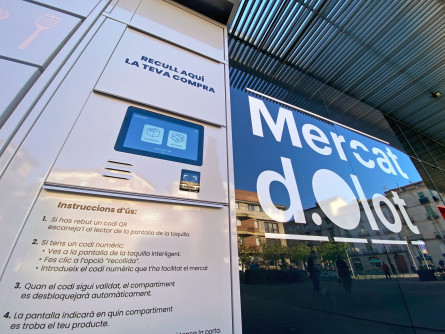 RECULL AQUÍ
LA TEVA COMPRA
Mercat
d.Olot
Instruccions d'ús:
1. Si has rebut un codi QR
escaneja'l al lector de la pantalla de la taquilla.
2. Si tens un codi numèric:
• Ves a la pantalla de la taquilla intel·ligent.
• Fes clic a l'opció "recollida".
• Introdueix el codi numèric que t'ha facilitat el mercat
3. Quan el codi sigui validat, el compartiment
es desbloquejarà automàticament.
4. La pantalla indicarà en quin compartiment
es troba el teu producte.
la porta